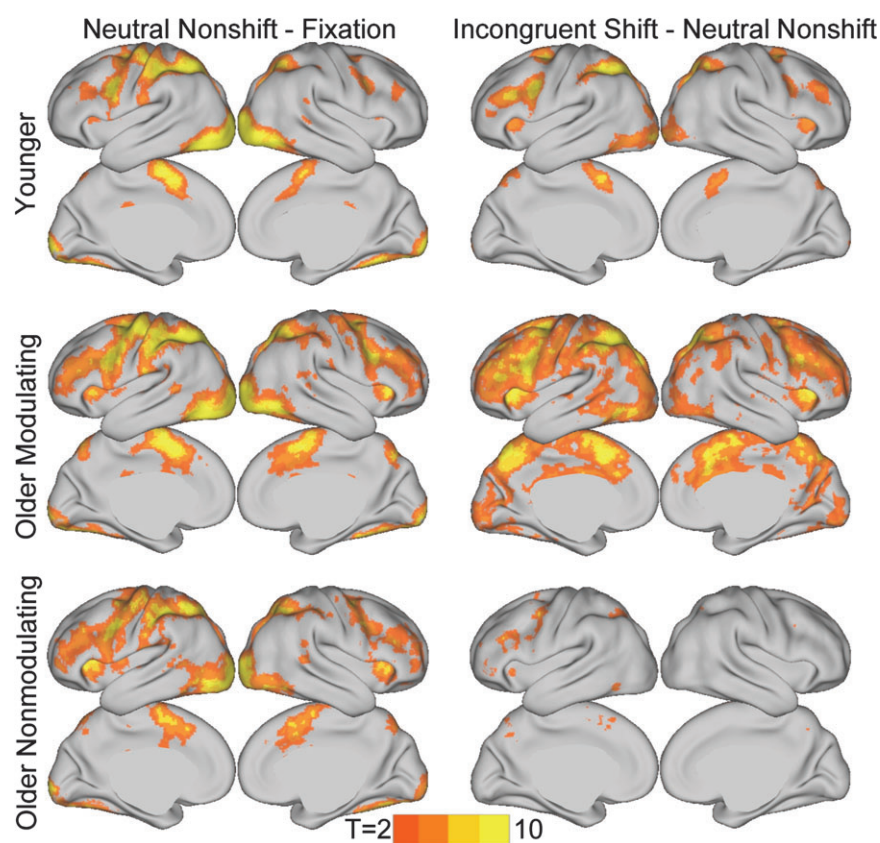 Neutral Nonshift - Fixation
Incongruent Shift - Neutral Nonshift
Younger
Older Modulating
Older Nonmodulating
T=2 10